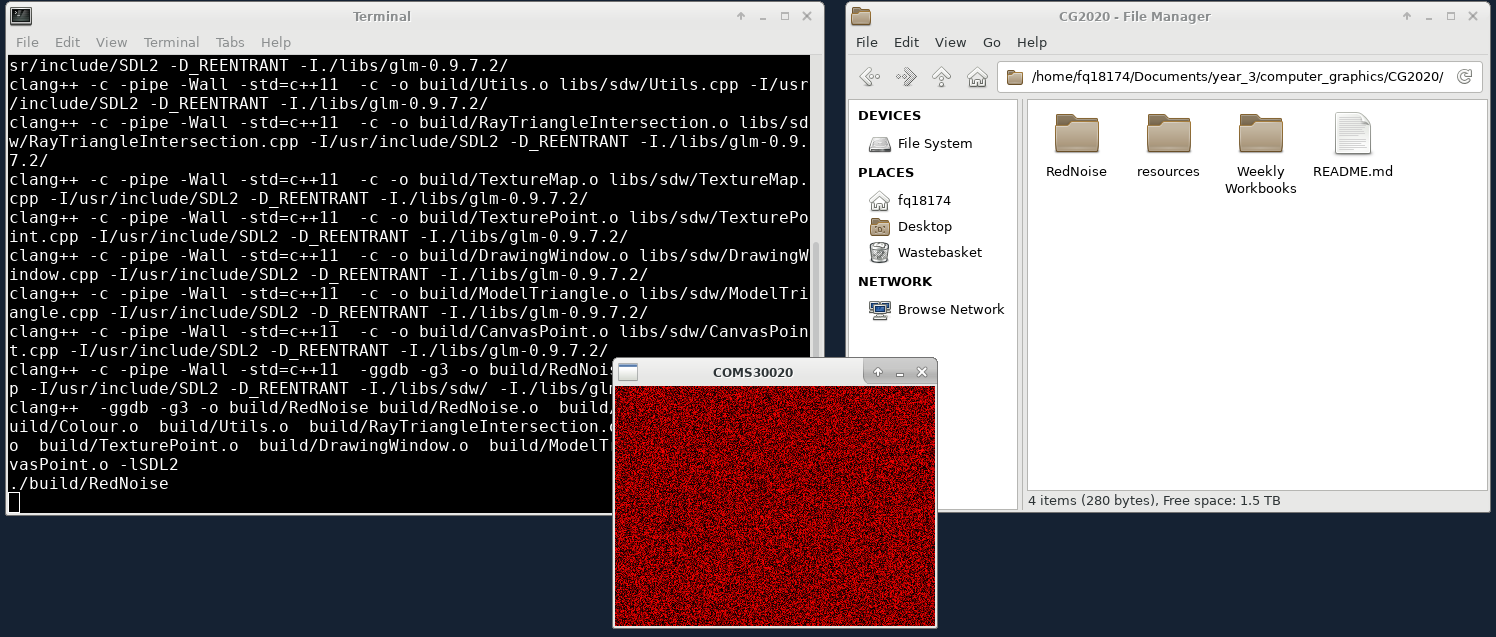 Terminal
File Edit View Terminal Tabs Help
sr/include/SDL2 -D_REENTRANT -I./libs/glm-0.9.7.2/
clang++ -c -pipe -Wall -std=c++11  -c -o build/Utils.o libs/sdw/Utils.cpp -I/usr
/include/SDL2 -D_REENTRANT -I./libs/glm-0.9.7.2/
clang++ -c -pipe -Wall -std=c++11  -c -o build/RayTriangleIntersection.o libs/sd
w/RayTriangleIntersection.cpp -I/usr/include/SDL2 -D_REENTRANT -I./libs/glm-0.9.
7.2/
clang++ -c -pipe -Wall -std=c++11  -c -o build/TextureMap.o libs/sdw/TextureMap.
cpp -I/usr/include/SDL2 -D_REENTRANT -I./libs/glm-0.9.7.2/
clang++ -c -pipe -Wall -std=c++11  -c -o build/TexturePoint.o libs/sdw/TexturePo
int.cpp -I/usr/include/SDL2 -D_REENTRANT -I./libs/glm-0.9.7.2/
clang++ -c -pipe -Wall -std=c++11  -c -o build/DrawingWindow.o libs/sdw/DrawingW
indow.cpp -I/usr/include/SDL2 -D_REENTRANT -I./libs/glm-0.9.7.2/
clang++ -c -pipe -Wall -std=c++11  -c -o build/ModelTriangle.o libs/sdw/ModelTri
angle.cpp -I/usr/include/SDL2 -D_REENTRANT -I./libs/glm-0.9.7.2/
clang++ -c -pipe -Wall -std=c++11  -c -o build/CanvasPoint.o libs/sdw/CanvasPoin
t.cpp -I/usr/include/SDL2 -D_REENTRANT -I./libs/glm-0.9.7.2/
clang++ -c -pipe -Wall -std=c++11  -ggdb -g3 -o build/RedNois
p -I/usr/include/SDL2 -D_REENTRANT -I./libs/sdw/ -I./libs/glm
clang++  -ggdb -g3 -o build/RedNoise build/RedNoise.o  build/
uild/Colour.o  build/Utils.o  build/RayTriangleIntersection.o
o  build/TexturePoint.o  build/DrawingWindow.o  build/ModelT
vasPoint.o -lSDL2
./build/RedNoise
COMS30020
CG2020 - File Manager
File Edit View Go Help
/home/fq18174/Documents/year_3/computer_graphics/CG2020/
DEVICES
File System
PLACES
fq18174
Desktop
Wastebasket
NETWORK
Browse Network
RedNoise
resources
Weekly
Workbooks
README.md
4 items (280 bytes), Free space: 1.5 TB